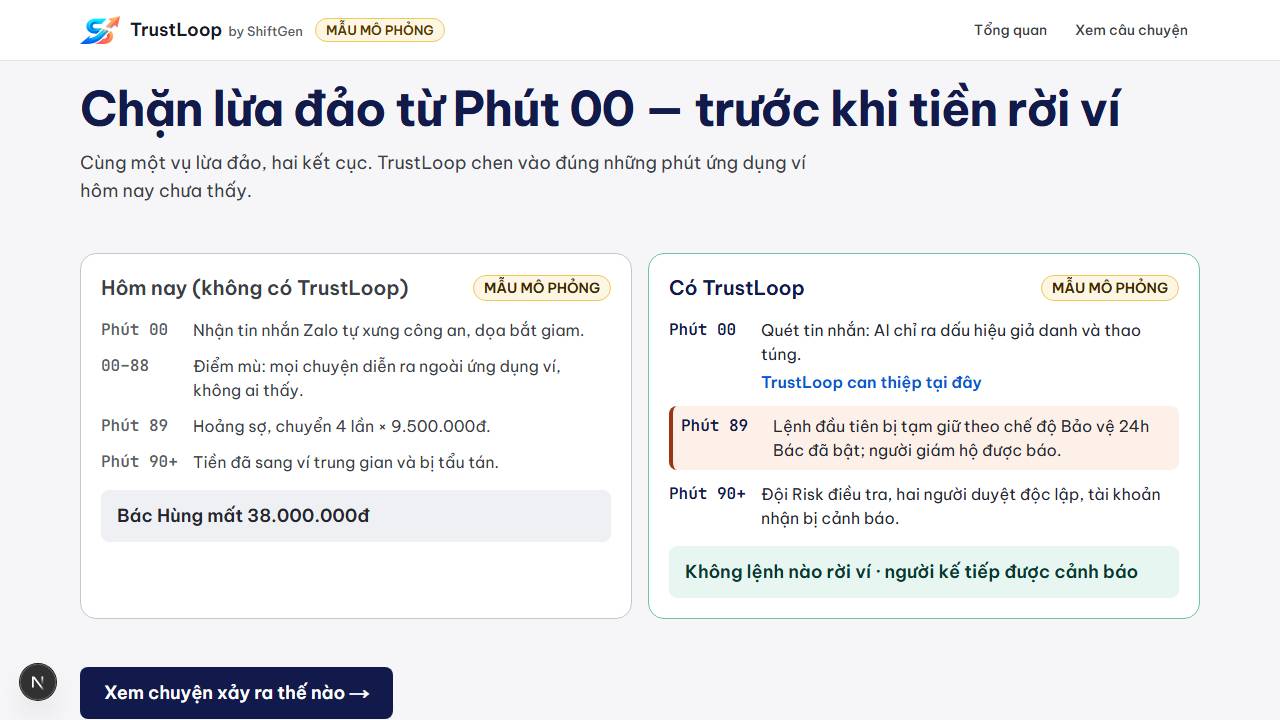 TrustLoop by ShiftGen MẪU MÔ PHỎNG
Tổng quan Xem câu chuyện
Chặn lừa đảo từ Phút 00 — trước khi tiền rời ví
Cùng một vụ lừa đảo, hai kết cục. TrustLoop chen vào đúng những phút ứng dụng ví
hôm nay chưa thấy.
Hôm nay (không có TrustLoop) MẪU MÔ PHỎNG
Phút 00 Nhận tin nhắn Zalo tự xưng công an, dọa bắt giam.
00–88 Điểm mù: mọi chuyện diễn ra ngoài ứng dụng ví,
không ai thấy.
Phút 89 Hoảng sợ, chuyển 4 lần × 9.500.000đ.
Phút 90+ Tiền đã sang ví trung gian và bị tẩu tán.
Bác Hùng mất 38.000.000đ
Có TrustLoop MẪU MÔ PHỎNG
Phút 00 Quét tin nhắn: AI chỉ ra dấu hiệu giả danh và thao
túng.
TrustLoop can thiệp tại đây
Phút 89 Lệnh đầu tiên bị tạm giữ theo chế độ Bảo vệ 24h
Bác đã bật; người giám hộ được báo.
Phút 90+ Đội Risk điều tra, hai người duyệt độc lập, tài khoản
nhận bị cảnh báo.
Không lệnh nào rời ví · người kế tiếp được cảnh báo
N
Xem chuyện xảy ra thế nào →